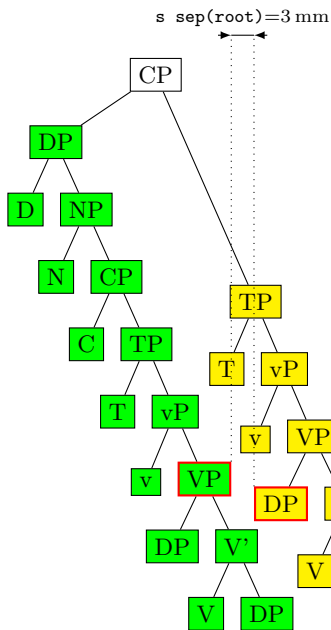 s sep(root)=3 mm
CP
DP
D NP
N CP
TP
C TP
T vP
T vP
v VP
v VP
DP
DP V'
V
V DP